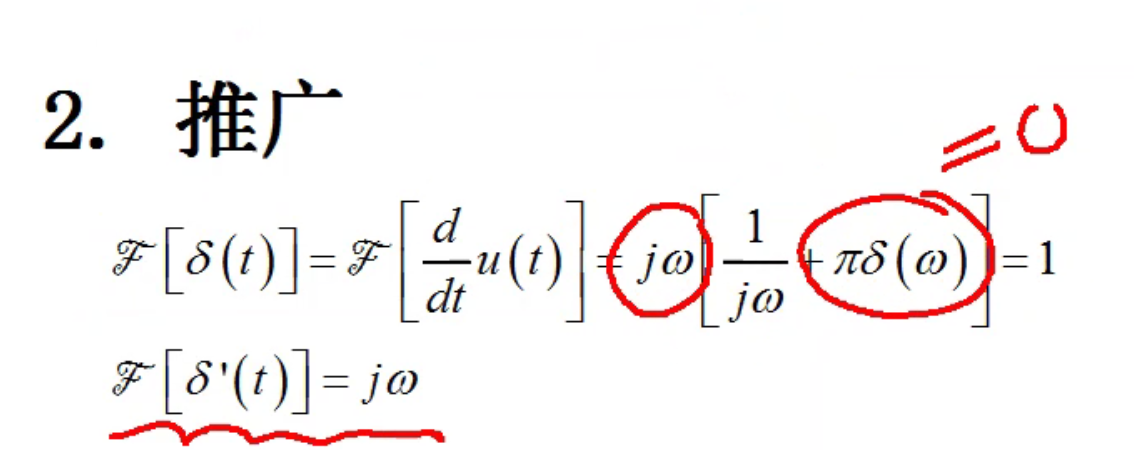 2. 推广
= 0
ℱ[δ(t)] = ℱ[d/dt u(t)] = jω[1/jω + πδ(ω)] = 1
ℱ[δ'(t)] = jω